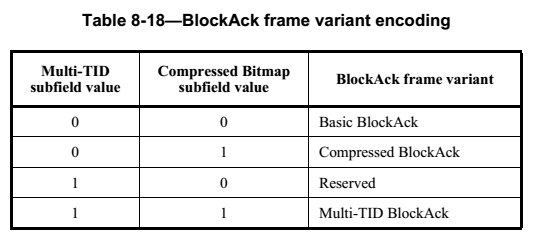 Table 8-18—BlockAck frame variant encoding
Multi-TID subfield value Compressed Bitmap subfield value BlockAck frame variant
0 0 Basic BlockAck
0 1 Compressed BlockAck
1 0 Reserved
1 1 Multi-TID BlockAck